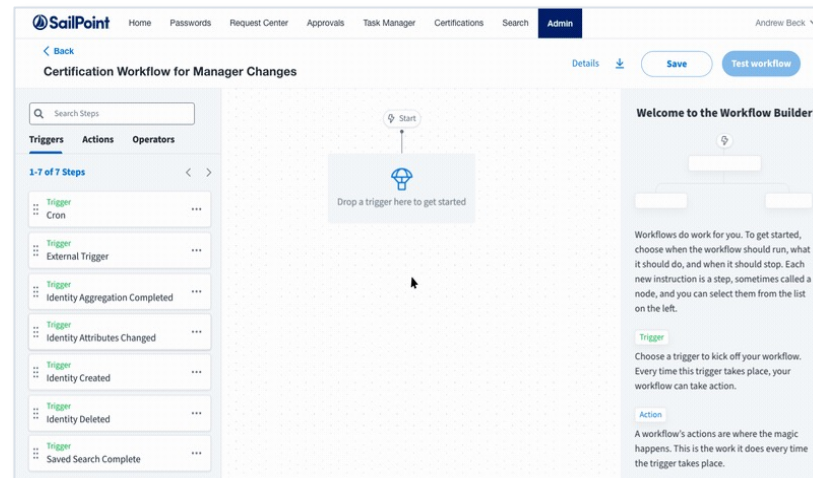 SailPoint Home Passwords Request Center Approvals Task Manager Certifications Search Admin Andrew Beck
Back
Certification Workflow for Manager Changes
Details Save Test workflow
Search Steps
Triggers Actions Operators
1-7 of 7 Steps
Trigger
Cron
Trigger
External Trigger
Trigger
Identity Aggregation Completed
Trigger
Identity Attributes Changed
Trigger
Identity Created
Trigger
Identity Deleted
Trigger
Saved Search Complete
Start
Drop a trigger here to get started
Welcome to the Workflow Builder
Workflows do work for you. To get started,
choose when the workflow should run, what
it should do, and when it should stop. Each
new instruction is a step, sometimes called a
node, and you can select them from the list
on the left.
Trigger
Choose a trigger to kick off your workflow.
Every time this trigger takes place, your
workflow can take action.
Action
A workflow's actions are where the magic
happens. This is the work it does every time
the trigger takes place.